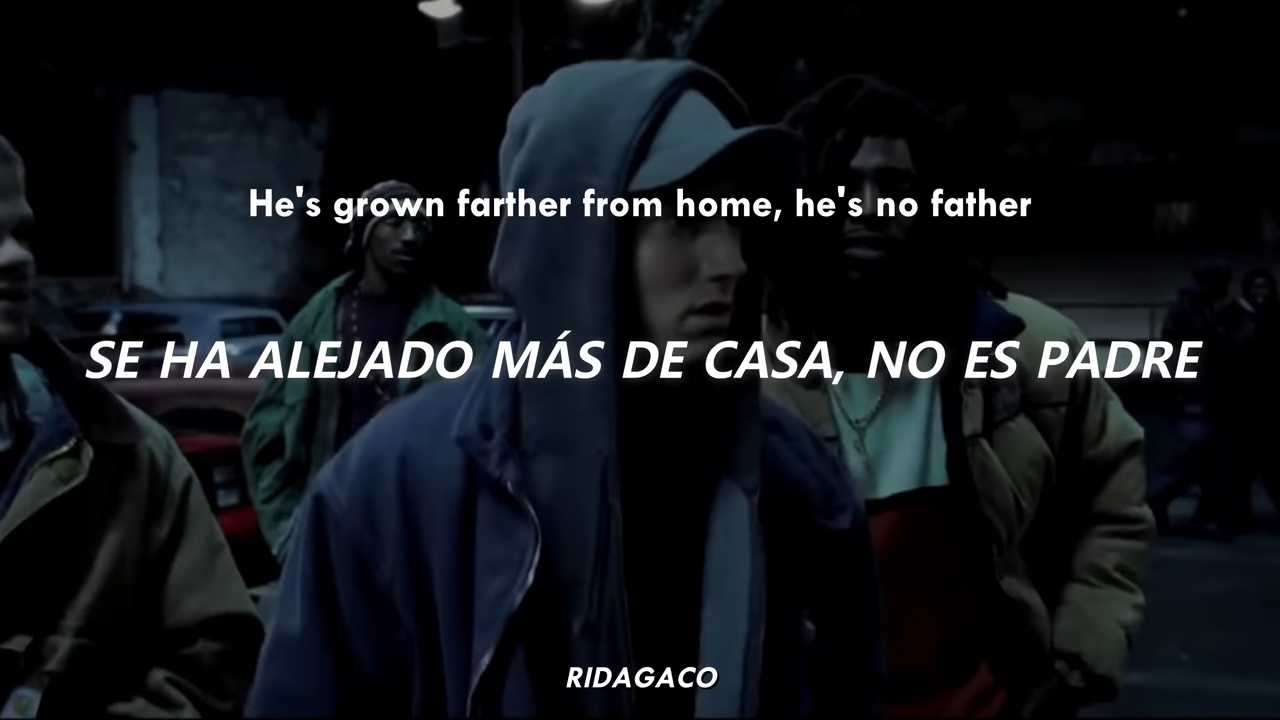 He's grown farther from home, he's no father
SE HA ALEJADO MÁS DE CASA, NO ES PADRE
RIDAGACO